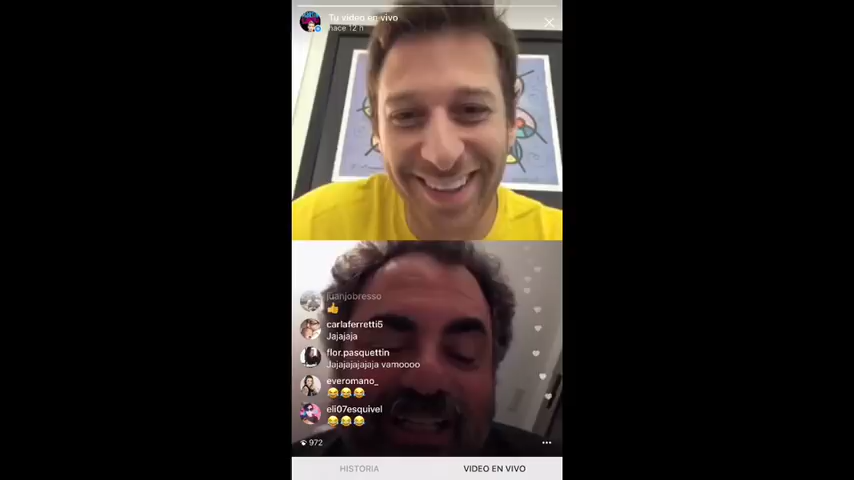 Tu video en vivo
hace 12 h
juanjobresso
👍
carlaferretti5
Jajajaja
flor.pasquettin
Jajajajajajaja vamoooo
everomano_
😂😂😂
eli07esquivel
😂😂😂
972
HISTORIA
VIDEO EN VIVO